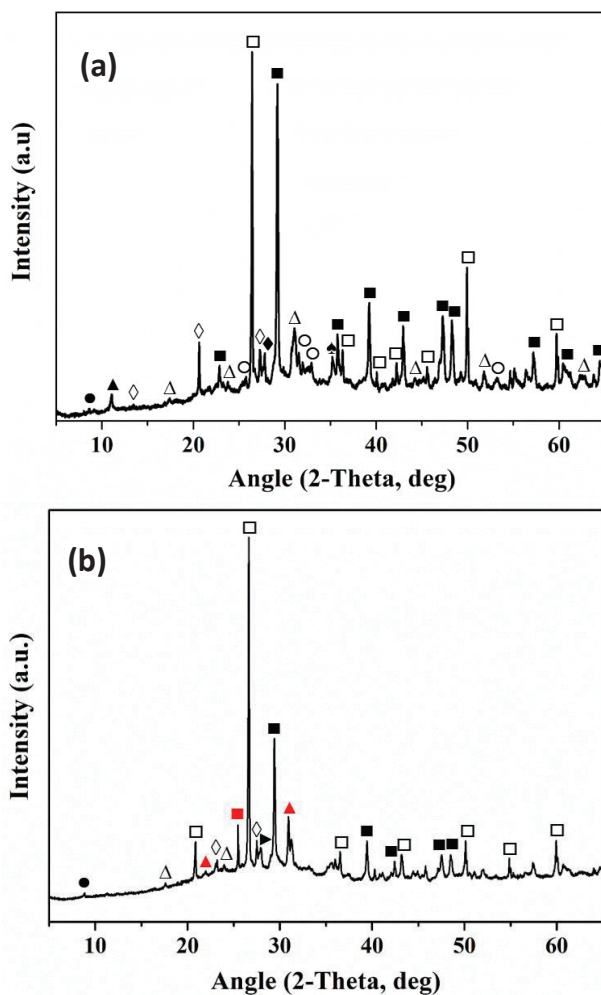 (a)
Intensity (a.u)
10 20 30 40 50 60
Angle (2-Theta, deg)
(b)
Intensity (a.u.)
10 20 30 40 50 60
Angle (2-Theta, deg)